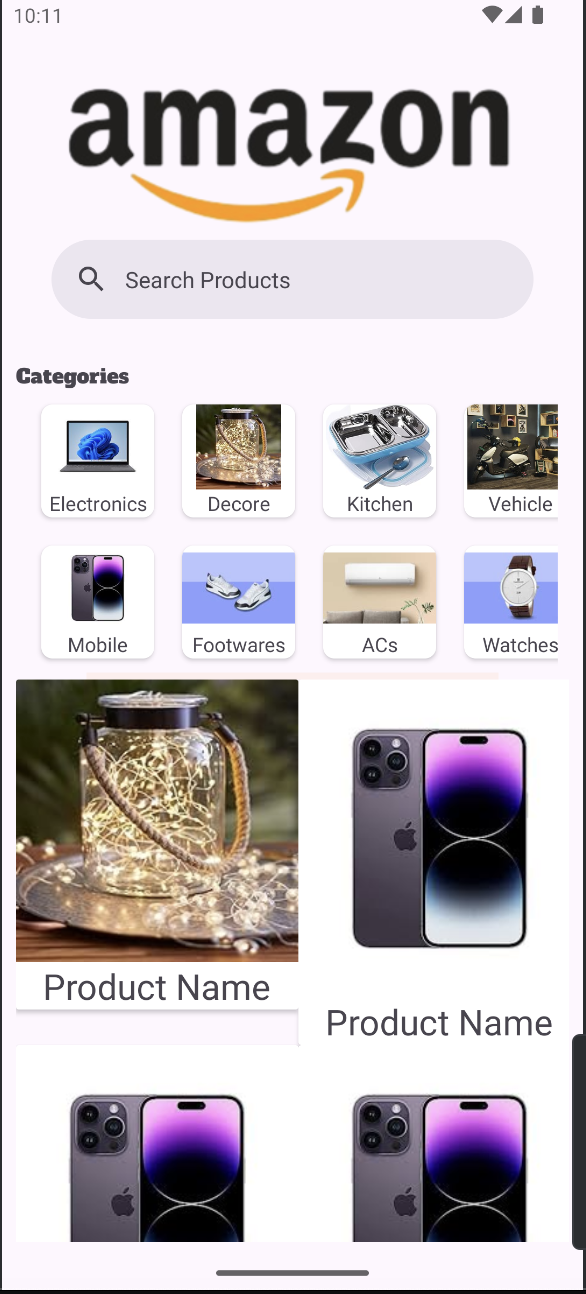 10:11
amazon
Search Products
Categories
Electronics
Decore
Kitchen
Vehicle
Mobile
Footwares
ACs
Watches
Product Name
Product Name